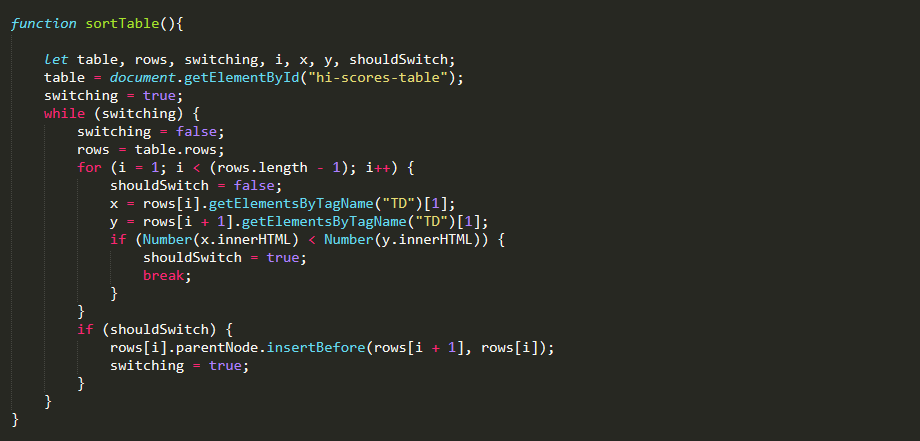 function sortTable(){
let table, rows, switching, i, x, y, shouldSwitch;
table = document.getElementById("hi-scores-table");
switching = true;
while (switching) {
switching = false;
rows = table.rows;
for (i = 1; i < (rows.length - 1); i++) {
shouldSwitch = false;
x = rows[i].getElementsByTagName("TD")[1];
y = rows[i + 1].getElementsByTagName("TD")[1];
if (Number(x.innerHTML) < Number(y.innerHTML)) {
shouldSwitch = true;
break;
}
}
if (shouldSwitch) {
rows[i].parentNode.insertBefore(rows[i + 1], rows[i]);
switching = true;
}
}
}